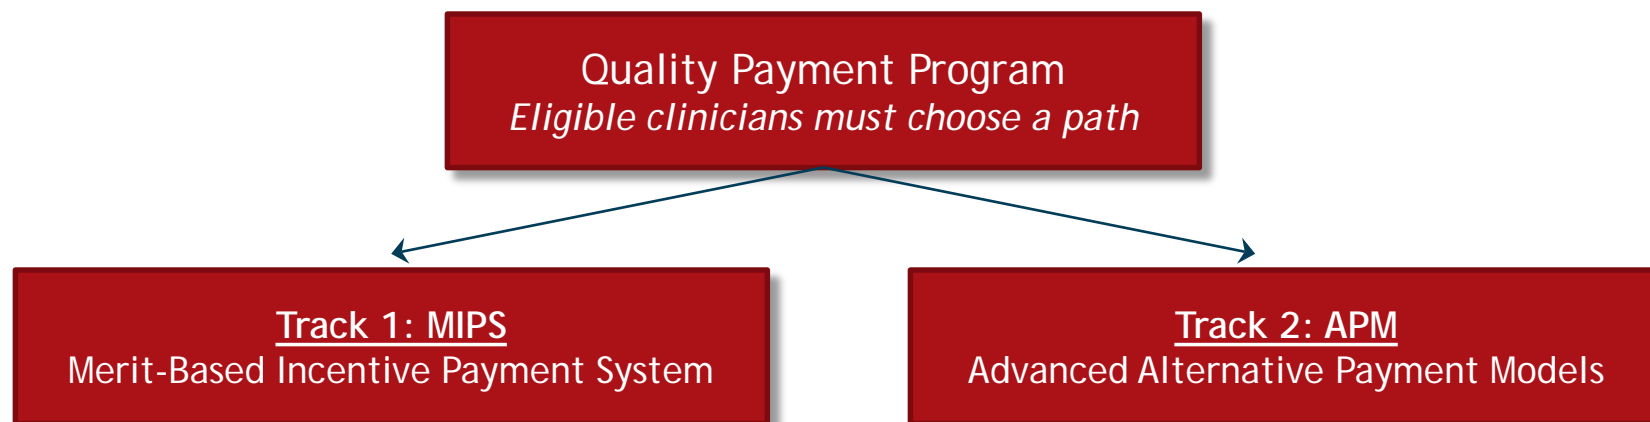 Quality Payment Program
Eligible clinicians must choose a path
Track 1: MIPS
Merit-Based Incentive Payment System
Track 2: APM
Advanced Alternative Payment Models